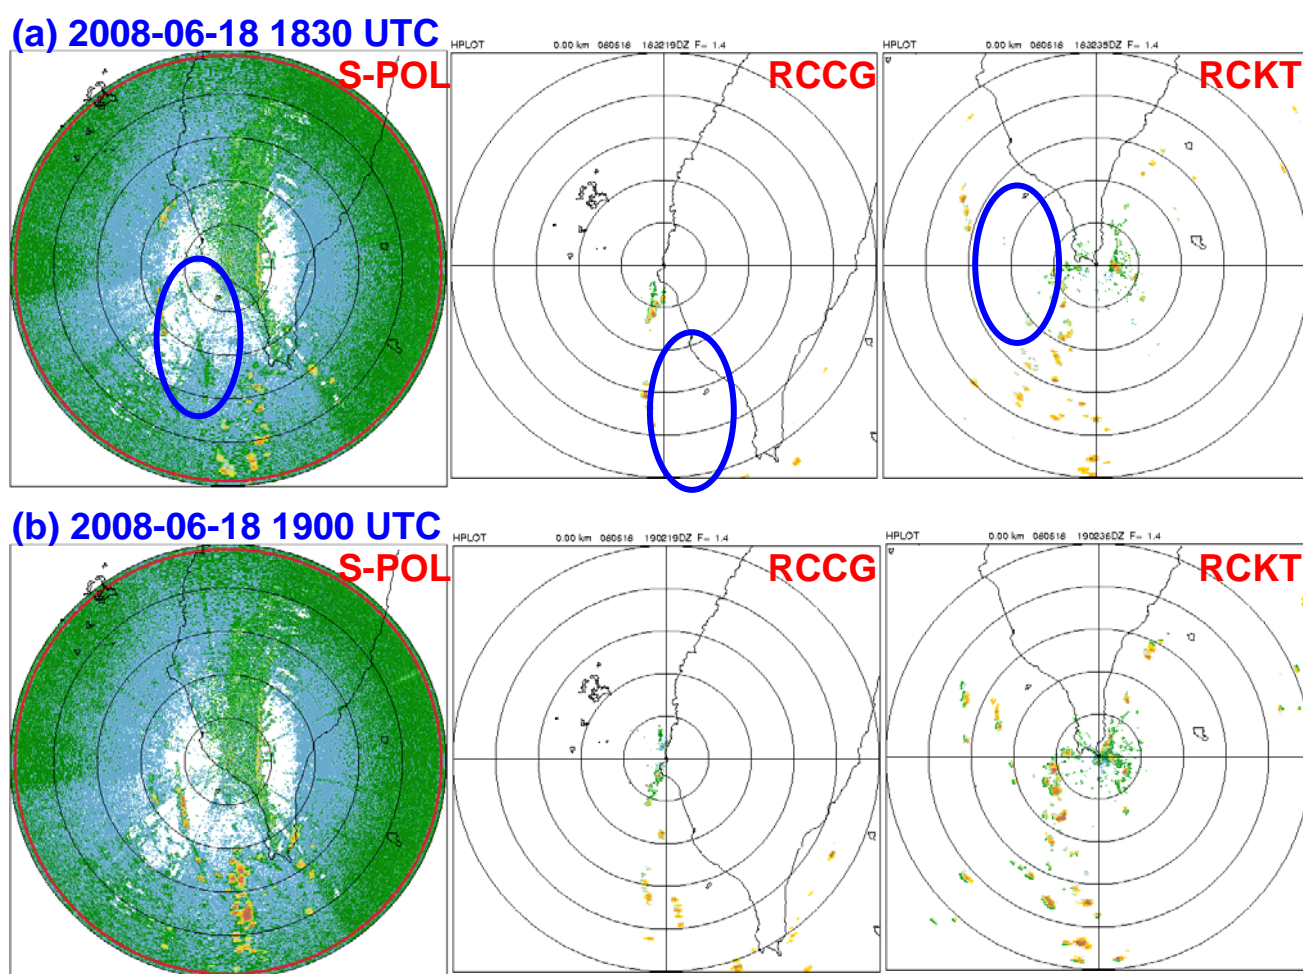 (a) 2008-06-18 1830 UTC
S-POL
HPLOT 0.00 km 080618 183219DZ F= 1.4
RCCG
HPLOT 0.00 km 080618 183235DZ F= 1.4
RCKT
(b) 2008-06-18 1900 UTC
S-POL
HPLOT 0.00 km 080618 190219DZ F= 1.4
RCCG
HPLOT 0.00 km 080618 190235DZ F= 1.4
RCKT